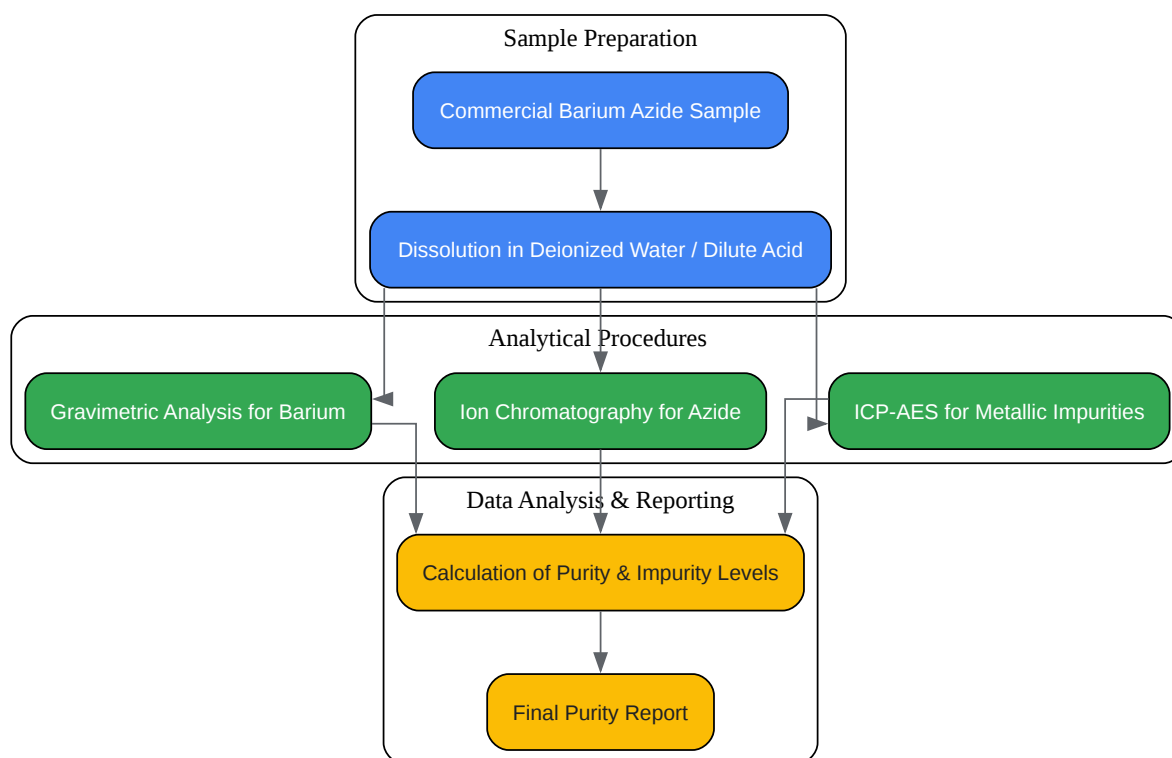 Sample Preparation
Commercial Barium Azide Sample
Dissolution in Deionized Water / Dilute Acid
Analytical Procedures
Gravimetric Analysis for Barium
Ion Chromatography for Azide
ICP-AES for Metallic Impurities
Data Analysis & Reporting
Calculation of Purity & Impurity Levels
Final Purity Report